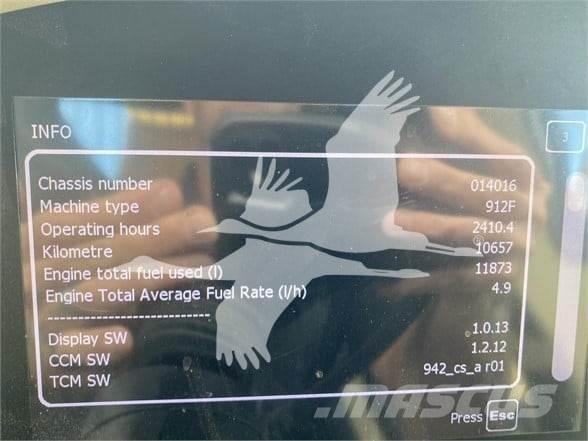 INFO
3
Chassis number 014016
Machine type 912F
Operating hours 2410.4
Kilometre 10657
Engine total fuel used (l) 11873
Engine Total Average Fuel Rate (l/h) 4.9
---------------------------
Display SW 1.0.13
CCM SW 1.2.12
TCM SW 942_cs_a r01
Press Esc
MASCUS